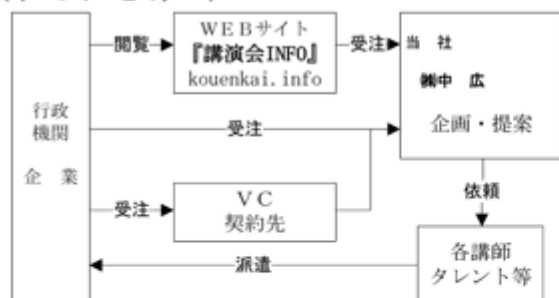 行政
機関
企 業
閲覧
WEBサイト
『講演会INFO』
kouenkai.info
受注
当 社
㈱中 広
企画・提案
受注
受注
VC
契約先
依頼
各講師
タレント等
派遣